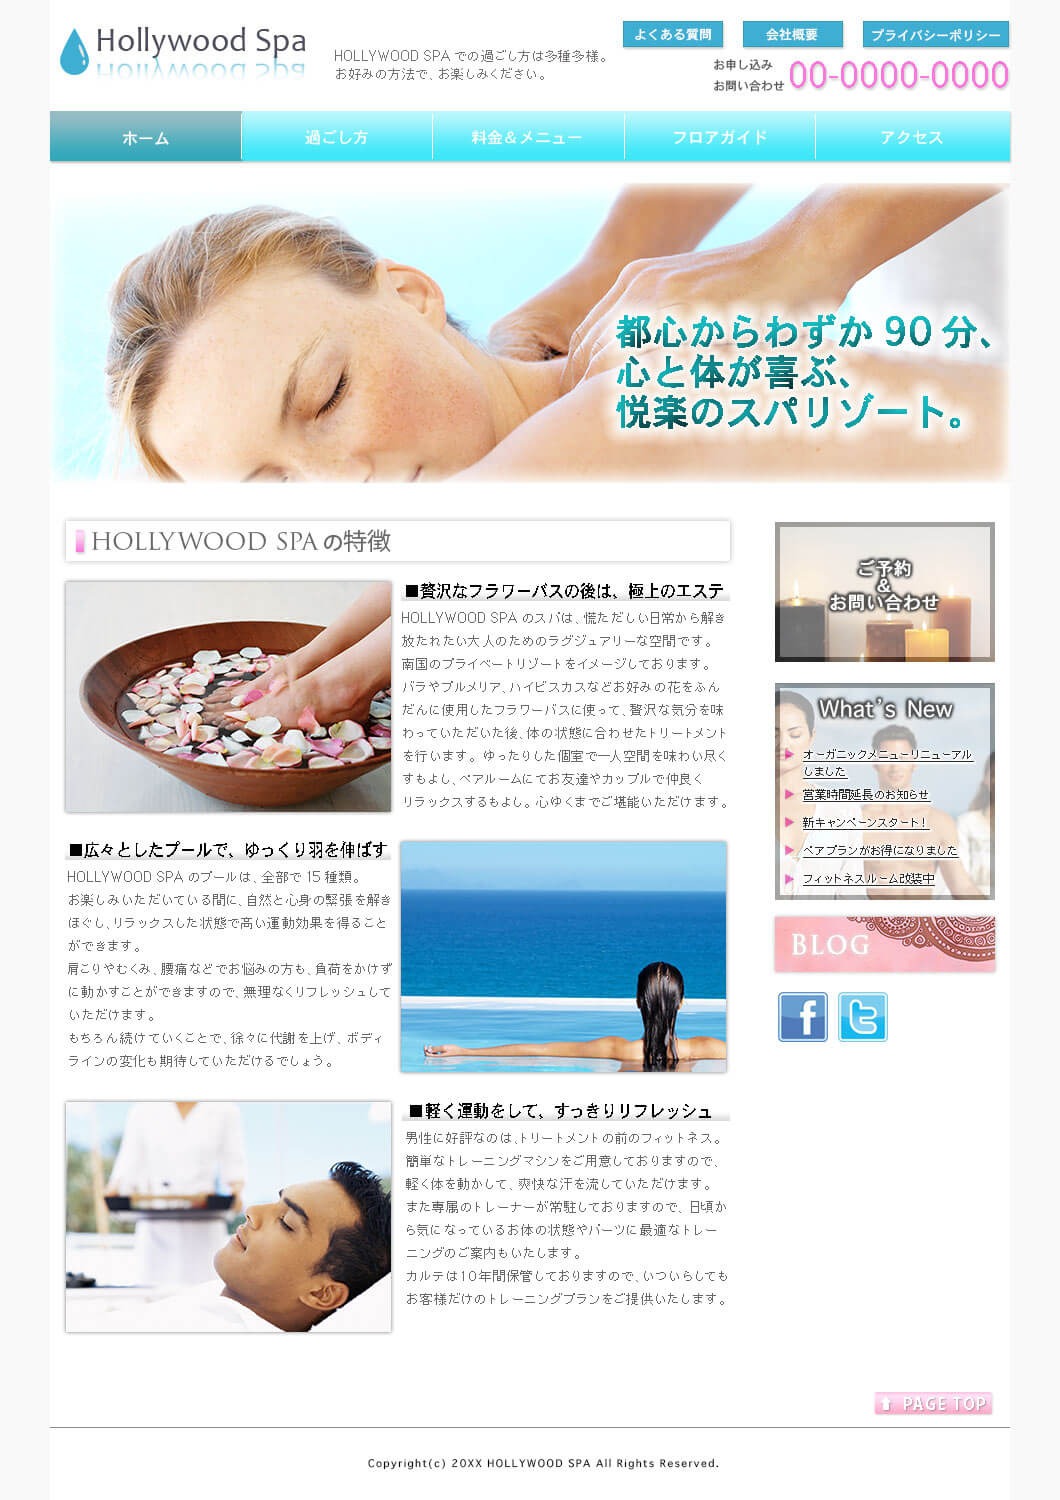 Hollywood Spa
HOLLYWOOD SPA での過ごし方は多種多様。
お好みの方法で、お楽しみください。
よくある質問
会社概要
プライバシーポリシー
お申し込み
お問い合わせ
00-0000-0000
ホーム
過ごし方
料金＆メニュー
フロアガイド
アクセス
都心からわずか 90 分、
心と体が喜ぶ、
悦楽のスパリゾート。
HOLLYWOOD SPA の特徴
■贅沢なフラワーバスの後は、極上のエステ
HOLLYWOOD SPA のスパは、慌ただしい日常から解き
放たれたい大人のためのラグジュアリーな空間です。
南国のプライベートリゾートをイメージしております。
バラやプルメリア、ハイビスカスなどお好みの花をふん
だんに使用したフラワーバスに使って、贅沢な気分を味
わっていただいた後、体の状態に合わせたトリートメント
を行います。ゆったりした個室で一人空間を味わい尽く
すもよし、ペアルームにてお友達やカップルで仲良く
リラックスするもよし。心ゆくまでご堪能いただけます。
■広々としたプールで、ゆっくり羽を伸ばす
HOLLYWOOD SPA のプールは、全部で 15 種類。
お楽しみいただいている間に、自然と心身の緊張を解き
ほぐし、リラックスした状態で高い運動効果を得ること
ができます。
肩こりやむくみ、腰痛などでお悩みの方も、負荷をかけず
に動かすことができますので、無理なくリフレッシュして
いただけます。
もちろん続けていくことで、徐々に代謝を上げ、ボディ
ラインの変化も期待していただけるでしょう。
■軽く運動をして、すっきりリフレッシュ
男性に好評なのは、トリートメントの前のフィットネス。
簡単なトレーニングマシンをご用意しておりますので、
軽く体を動かして、爽快な汗を流していただけます。
また専属のトレーナーが常駐しておりますので、日頃か
ら気になっているお体の状態やパーツに最適なトレー
ニングのご案内もいたします。
カルテは10年間保管しておりますので、いついらしても
お客様だけのトレーニングプランをご提供いたします。
ご予約
＆
お問い合わせ
What's New
オーガニックメニューリニューアル
しました
営業時間延長のお知らせ
新キャンペーンスタート！
ペアプランがお得になりました
フィットネスルーム改装中
BLOG
f
t
PAGE TOP
Copyright(c) 20XX HOLLYWOOD SPA All Rights Reserved.